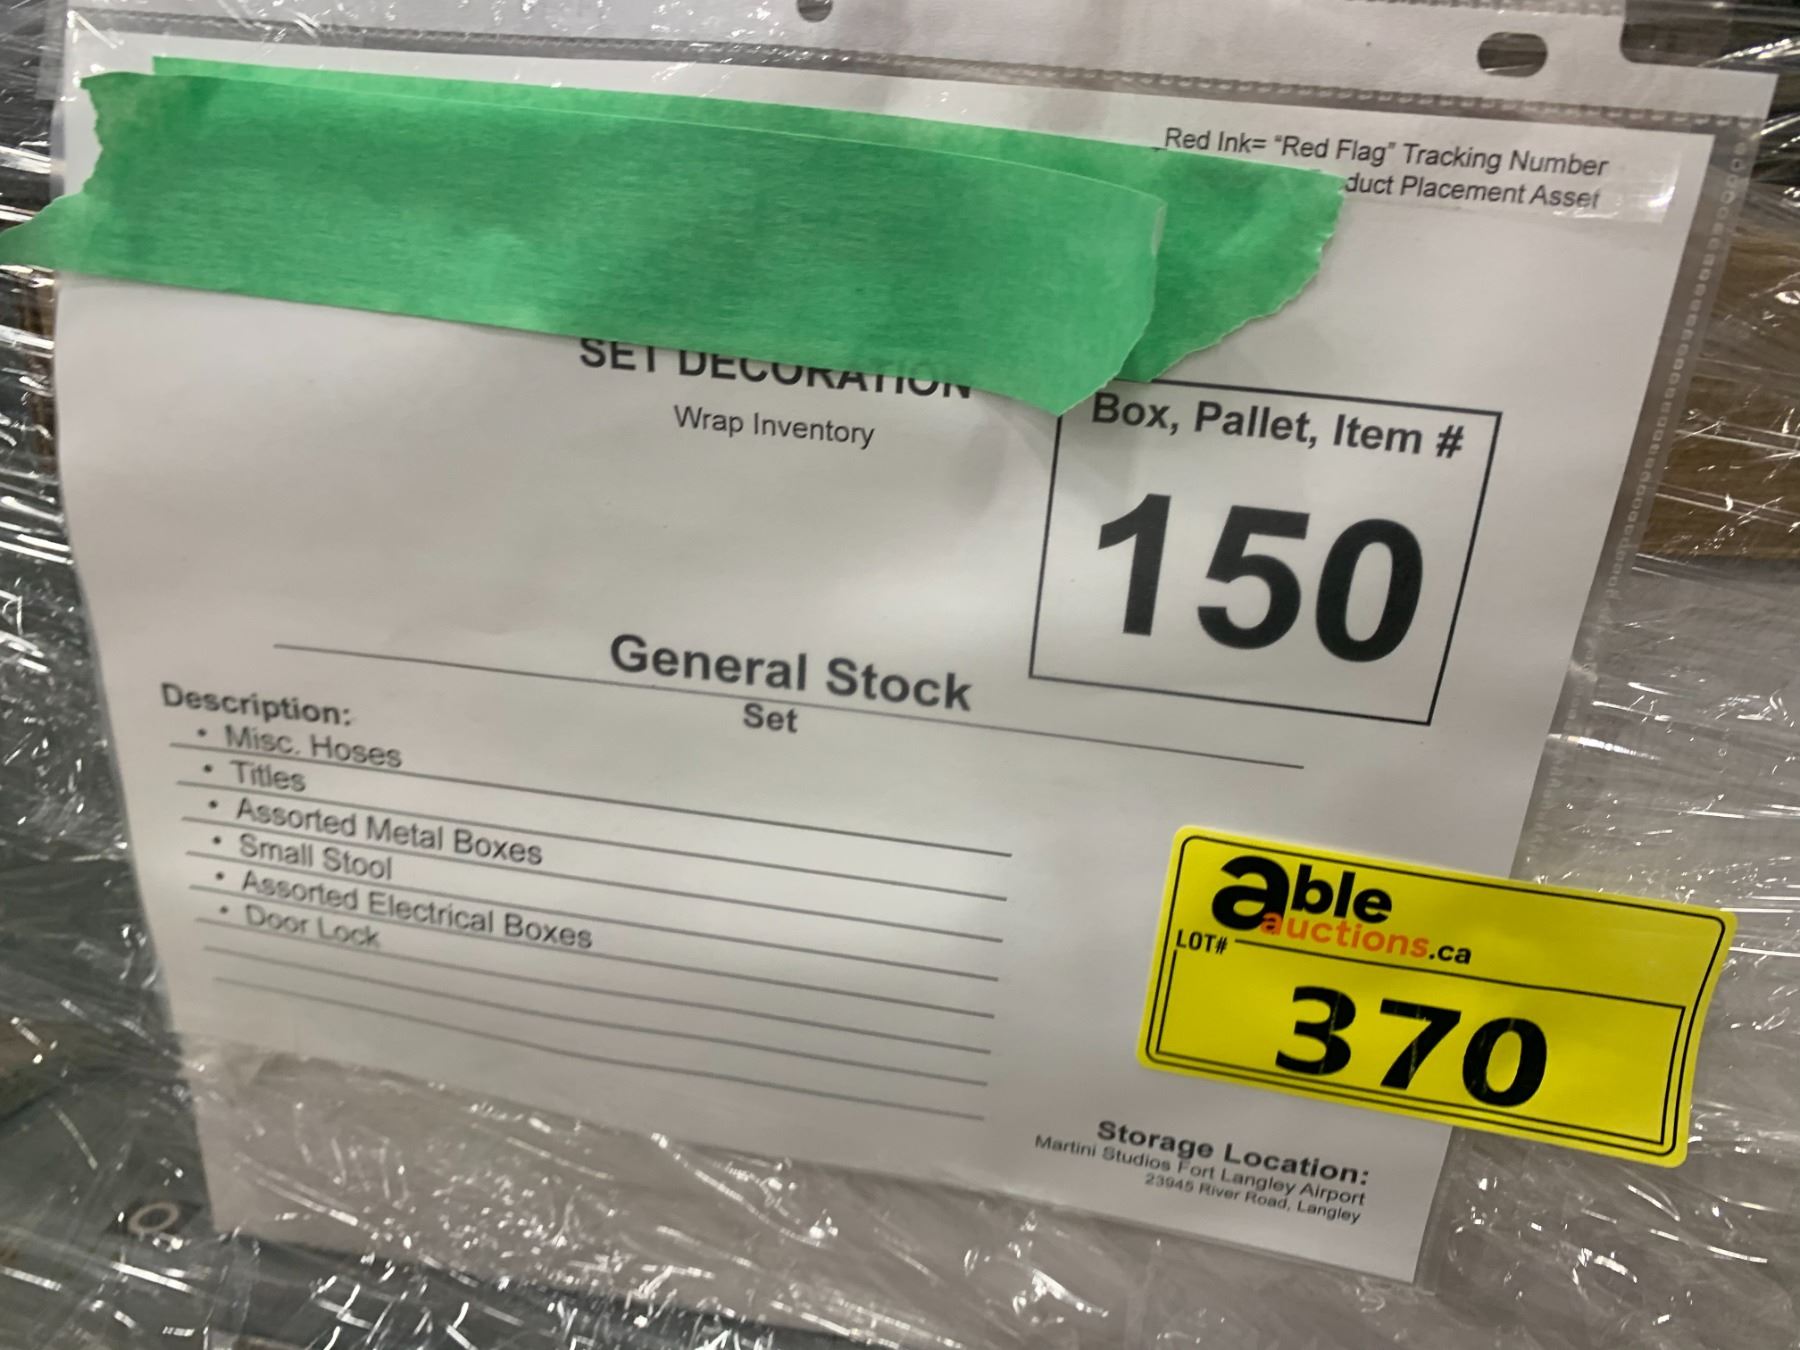 Red Ink= "Red Flag" Tracking Number
Placement Asset
SET DECORATION
Wrap Inventory
Box, Pallet, Item #
150
General Stock
Set
Description:
• Misc. Hoses
• Titles
• Assorted Metal Boxes
• Small Stool
• Assorted Electrical Boxes
• Door Lock
able
auctions.ca
LOT#
370
Storage Location:
Martini Studios Fort Langley Airport
23945 River Road, Langley